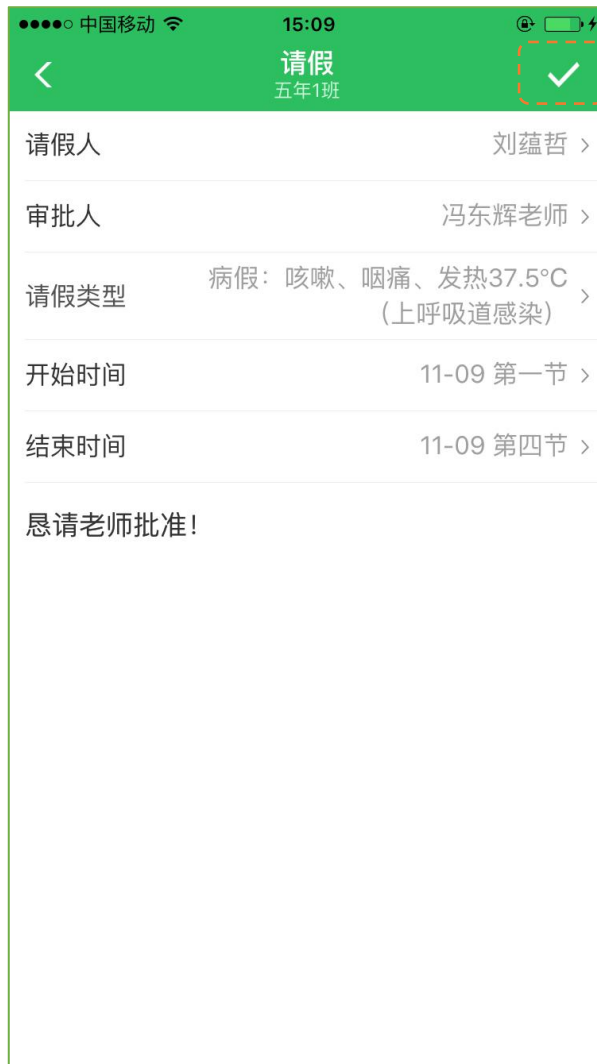 中国移动 15:09
请假
五年1班
请假人 刘蕴哲
审批人 冯东辉老师
请假类型 病假：咳嗽、咽痛、发热37.5°C
（上呼吸道感染）
开始时间 11-09 第一节
结束时间 11-09 第四节
恳请老师批准！